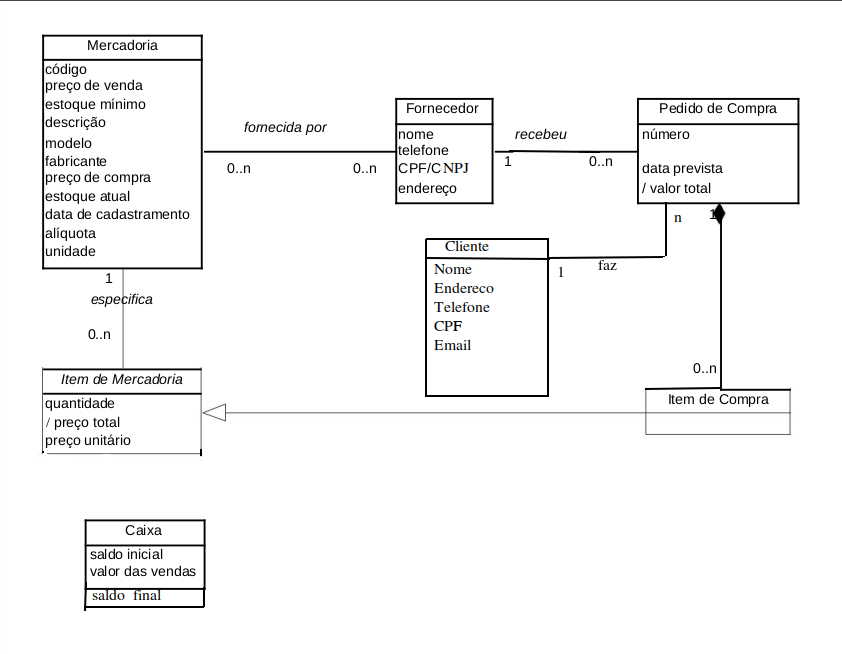 Mercadoria
código
preço de venda
estoque mínimo
descrição
modelo
fabricante
preço de compra
estoque atual
data de cadastramento
alíquota
unidade
fornecida por
0..n
0..n
Fornecedor
nome
telefone
CPF/CNPJ
endereço
recebeu
1
0..n
Pedido de Compra
número
data prevista
/ valor total
n
1
Cliente
Nome
Endereco
Telefone
CPF
Email
1
faz
1
especifica
0..n
0..n
Item de Mercadoria
quantidade
/ preço total
preço unitário
Item de Compra
Caixa
saldo inicial
valor das vendas
saldo final